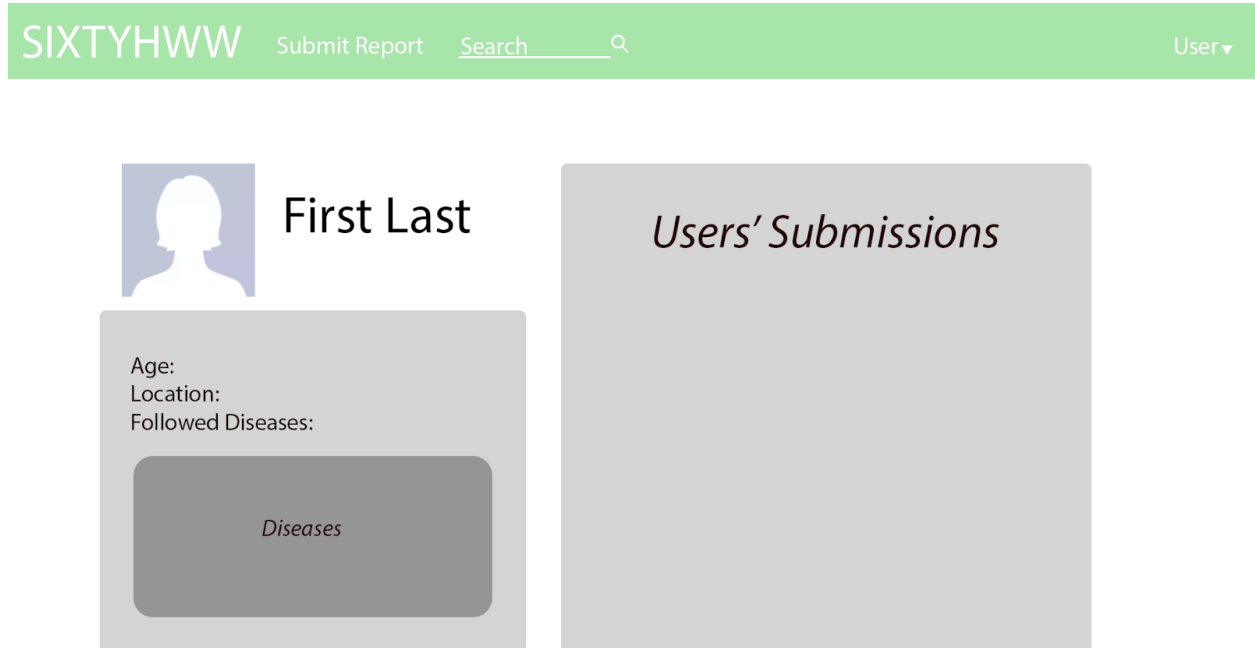 SIXTYHWW Submit Report Search User
First Last
Age:
Location:
Followed Diseases:
Diseases
Users’ Submissions